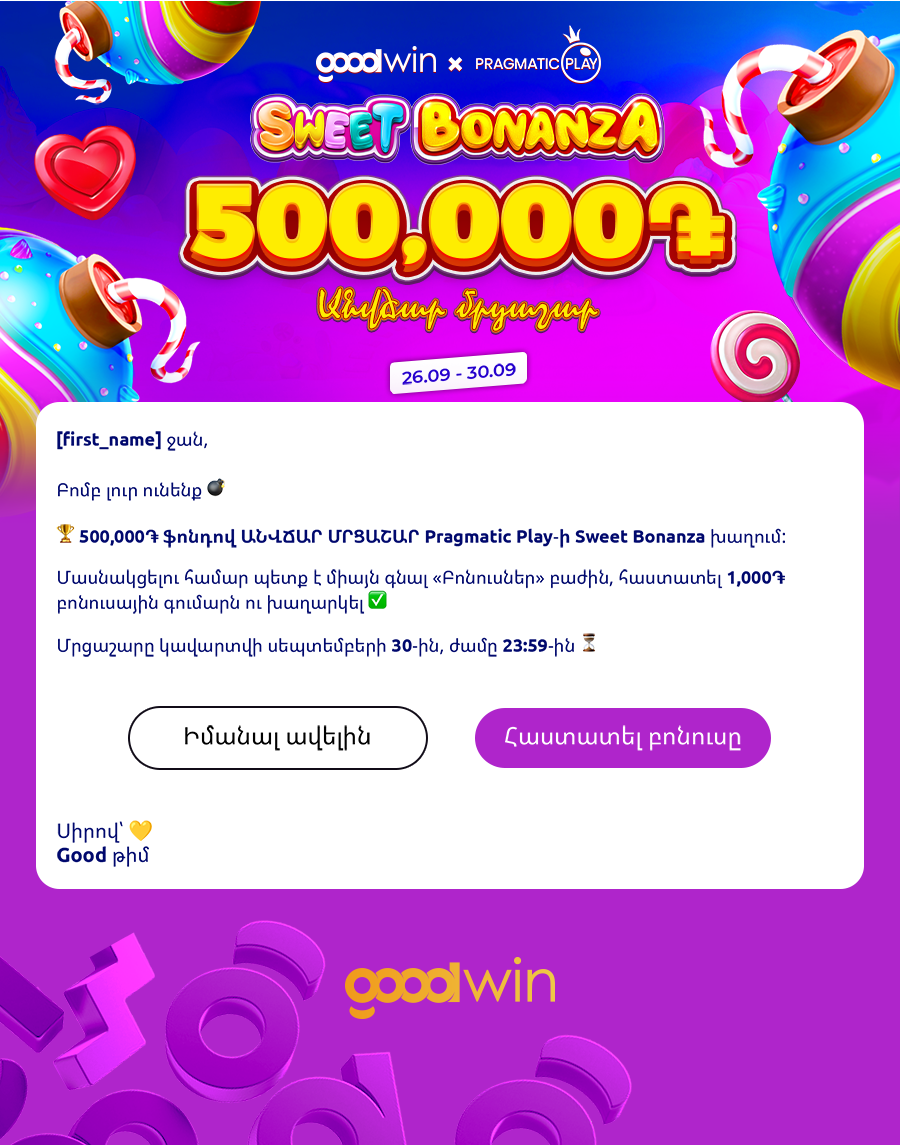 goodwin × PRAGMATIC PLAY
SWEET BONANZA
500,000֏
Անվճար մրցաշար
26.09 - 30.09
[first_name] ջան,
Բոմբ լուր ունենք 💣
🏆 500,000֏ ֆոնդով ԱՆՎՃԱՐ ՄՐՑԱՇԱՐ Pragmatic Play-ի Sweet Bonanza խաղում:
Մասնակցելու համար պետք է միայն գնալ «Բոնուսներ» բաժին, հաստատել 1,000֏
բոնուսային գումարն ու խաղարկել ✅
Մրցաշարը կավարտվի սեպտեմբերի 30-ին, ժամը 23:59-ին ⏳
Իմանալ ավելին
Հաստատել բոնուսը
Սիրով՝ 💛
Good թիմ
goodwin